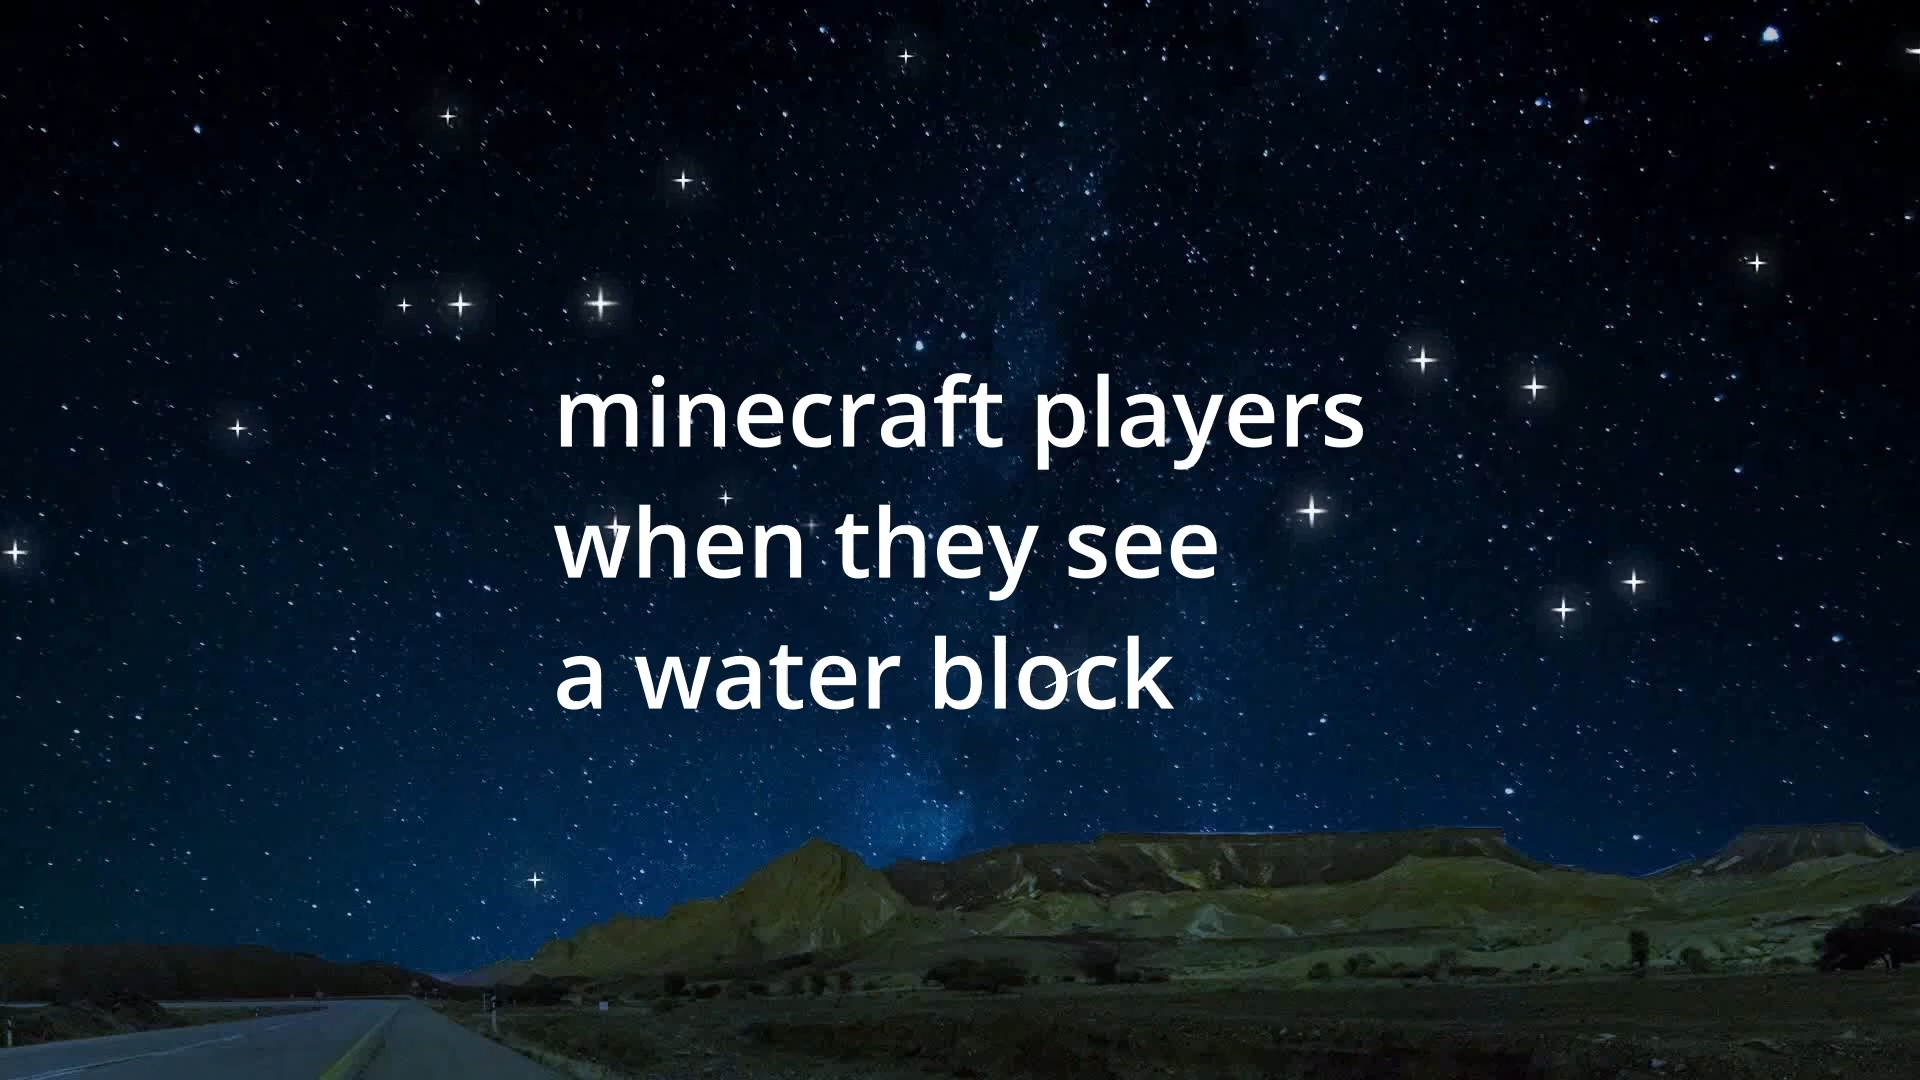 minecraft players
when they see
a water block